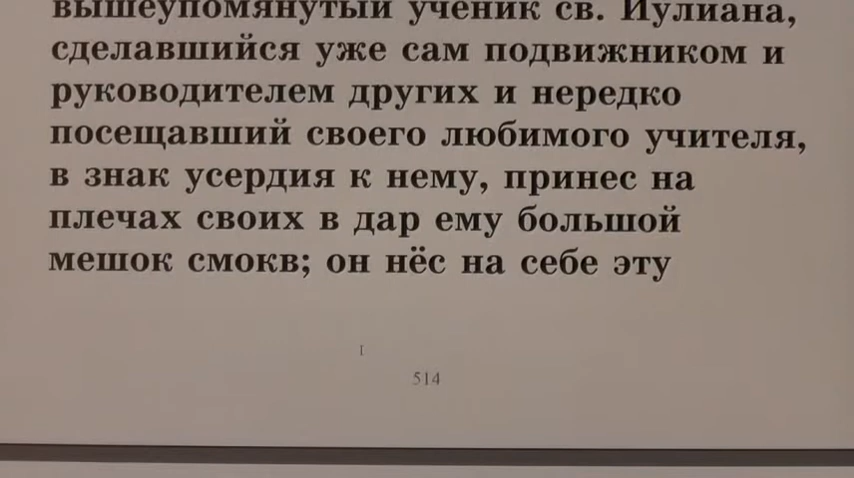 вышеупомянутый ученик св. Иулиана,
сделавшийся уже сам подвижником и
руководителем других и нередко
посещавший своего любимого учителя,
в знак усердия к нему, принес на
плечах своих в дар ему большой
мешок смокв; он нёс на себе эту
514